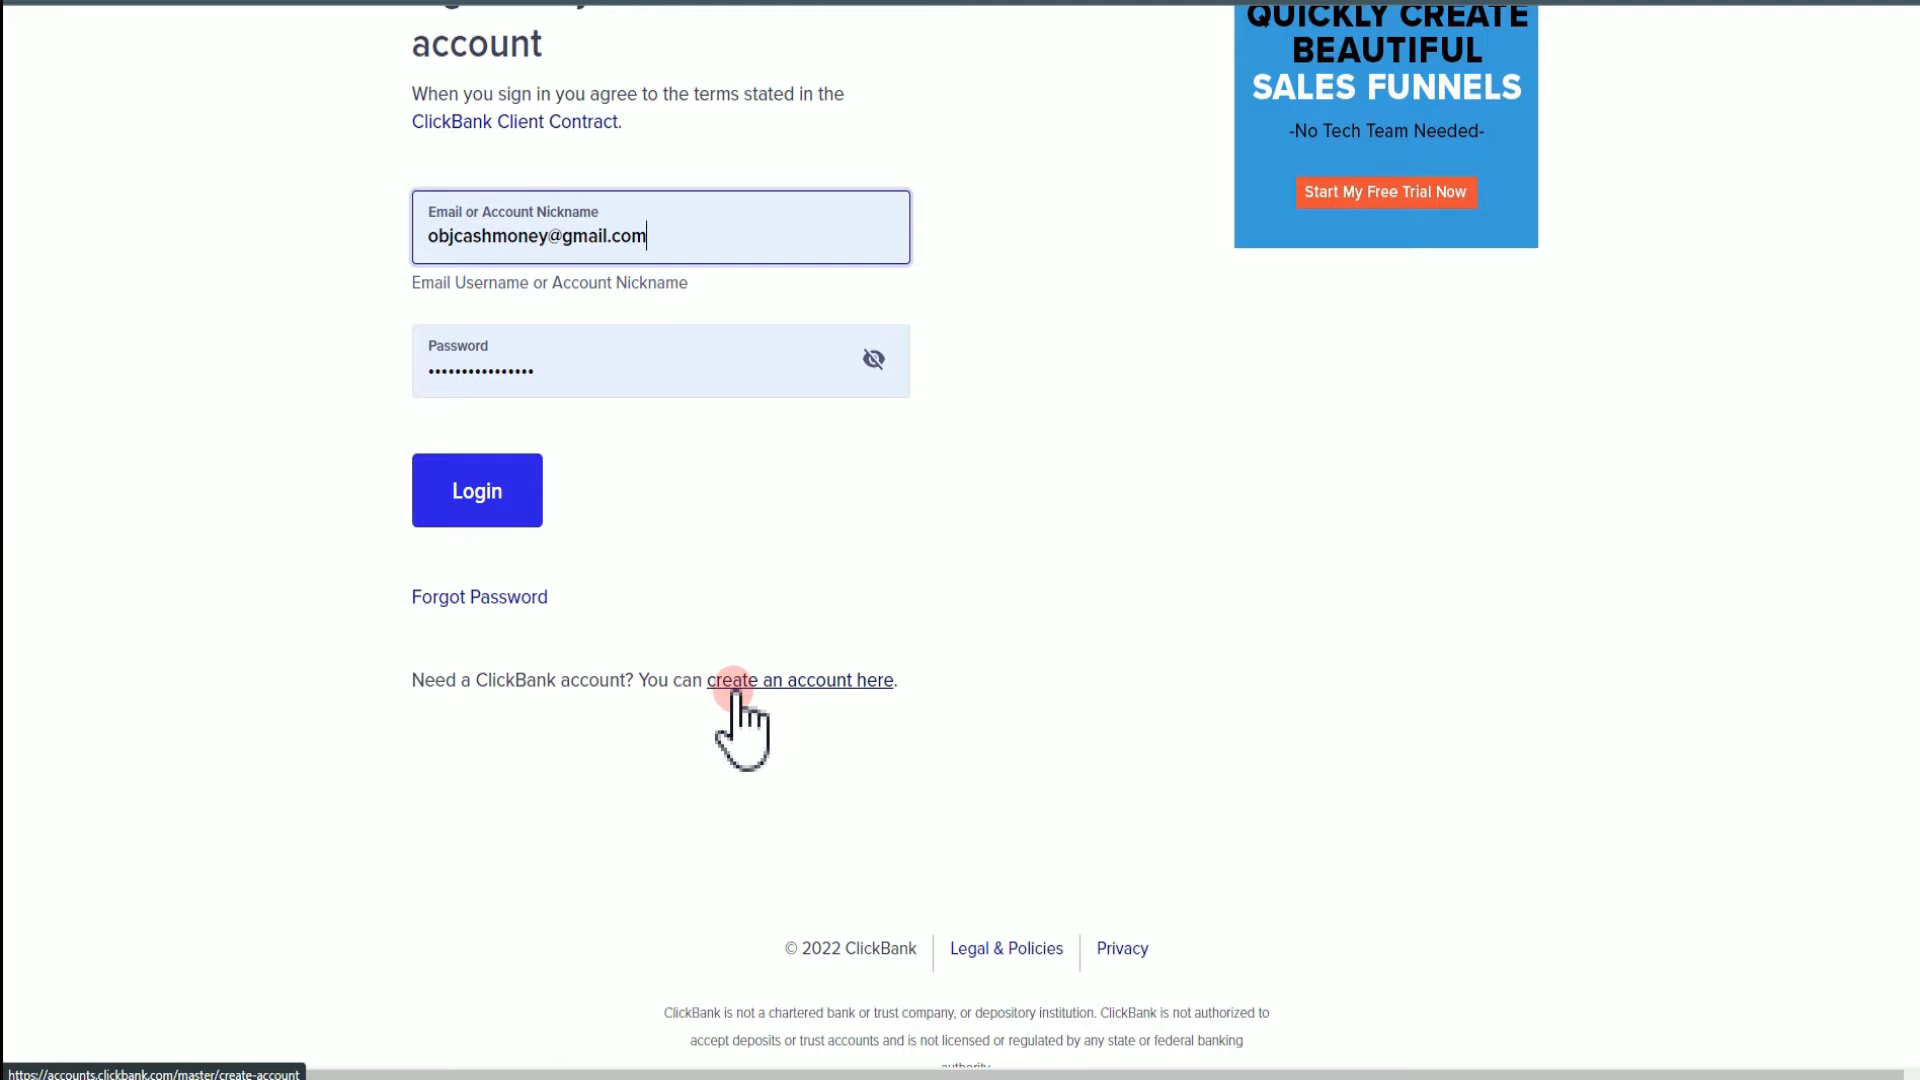 account
QUICKLY CREATE
BEAUTIFUL
SALES FUNNELS
-No Tech Team Needed-
Start My Free Trial Now
When you sign in you agree to the terms stated in the
ClickBank Client Contract.
Email or Account Nickname
objcashmoney@gmail.com
Email Username or Account Nickname
Password
••••••••••••••••
Login
Forgot Password
Need a ClickBank account? You can create an account here.
© 2022 ClickBank
Legal & Policies
Privacy
ClickBank is not a chartered bank or trust company, or depository institution. ClickBank is not authorized to
accept deposits or trust accounts and is not licensed or regulated by any state or federal banking
authority.
https://accounts.clickbank.com/master/create-account